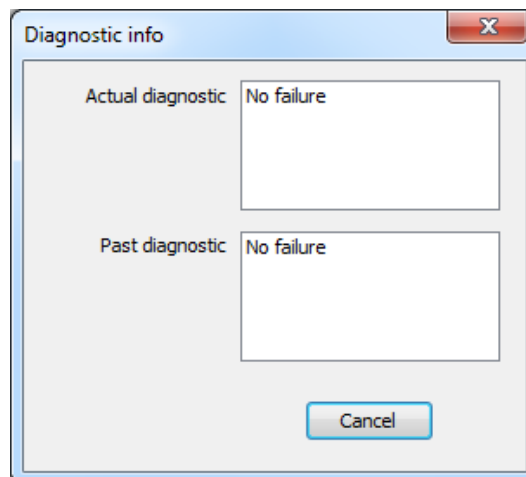 Diagnostic info
Actual diagnostic No failure
Past diagnostic No failure
Cancel